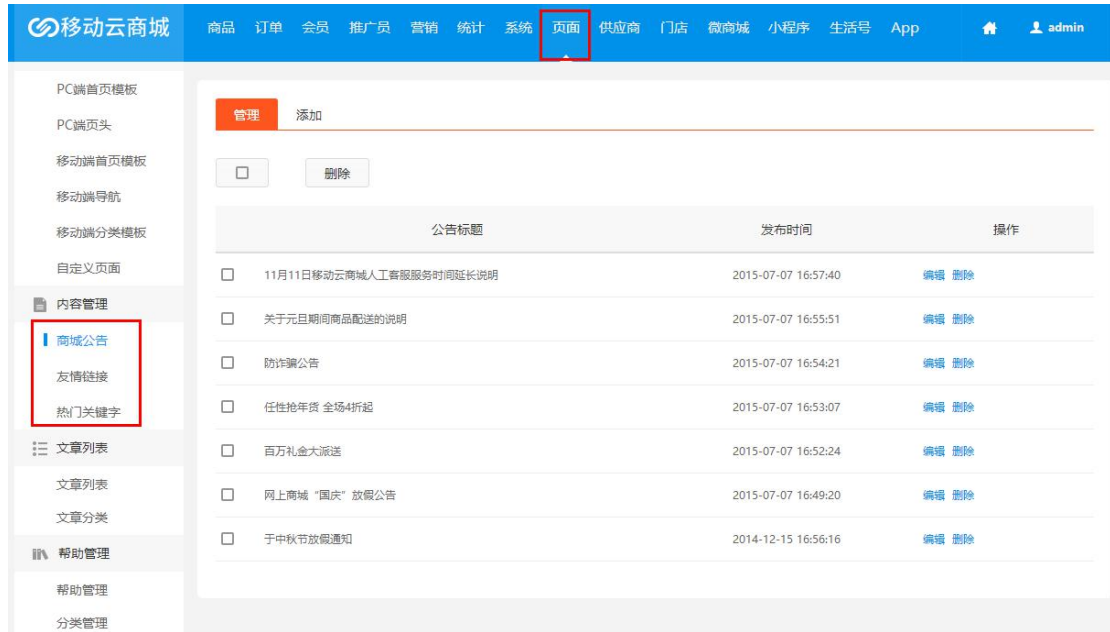 移动云商城 商品 订单 会员 推广员 营销 统计 系统 页面 供应商 门店 微商城 小程序 生活号 App admin
PC端首页模板
PC端页头
移动端首页模板
移动端导航
移动端分类模板
自定义页面
内容管理
商城公告
友情链接
热门关键字
文章列表
文章列表
文章分类
帮助管理
帮助管理
分类管理
管理 添加
删除
公告标题 发布时间 操作
11月11日移动云商城人工客服服务时间延长说明 2015-07-07 16:57:40 编辑 删除
关于元旦期间商品配送的说明 2015-07-07 16:55:51 编辑 删除
防诈骗公告 2015-07-07 16:54:21 编辑 删除
任性抢年货 全场4折起 2015-07-07 16:53:07 编辑 删除
百万礼金大派送 2015-07-07 16:52:24 编辑 删除
网上商城“国庆”放假公告 2015-07-07 16:49:20 编辑 删除
于中秋节放假通知 2014-12-15 16:56:16 编辑 删除